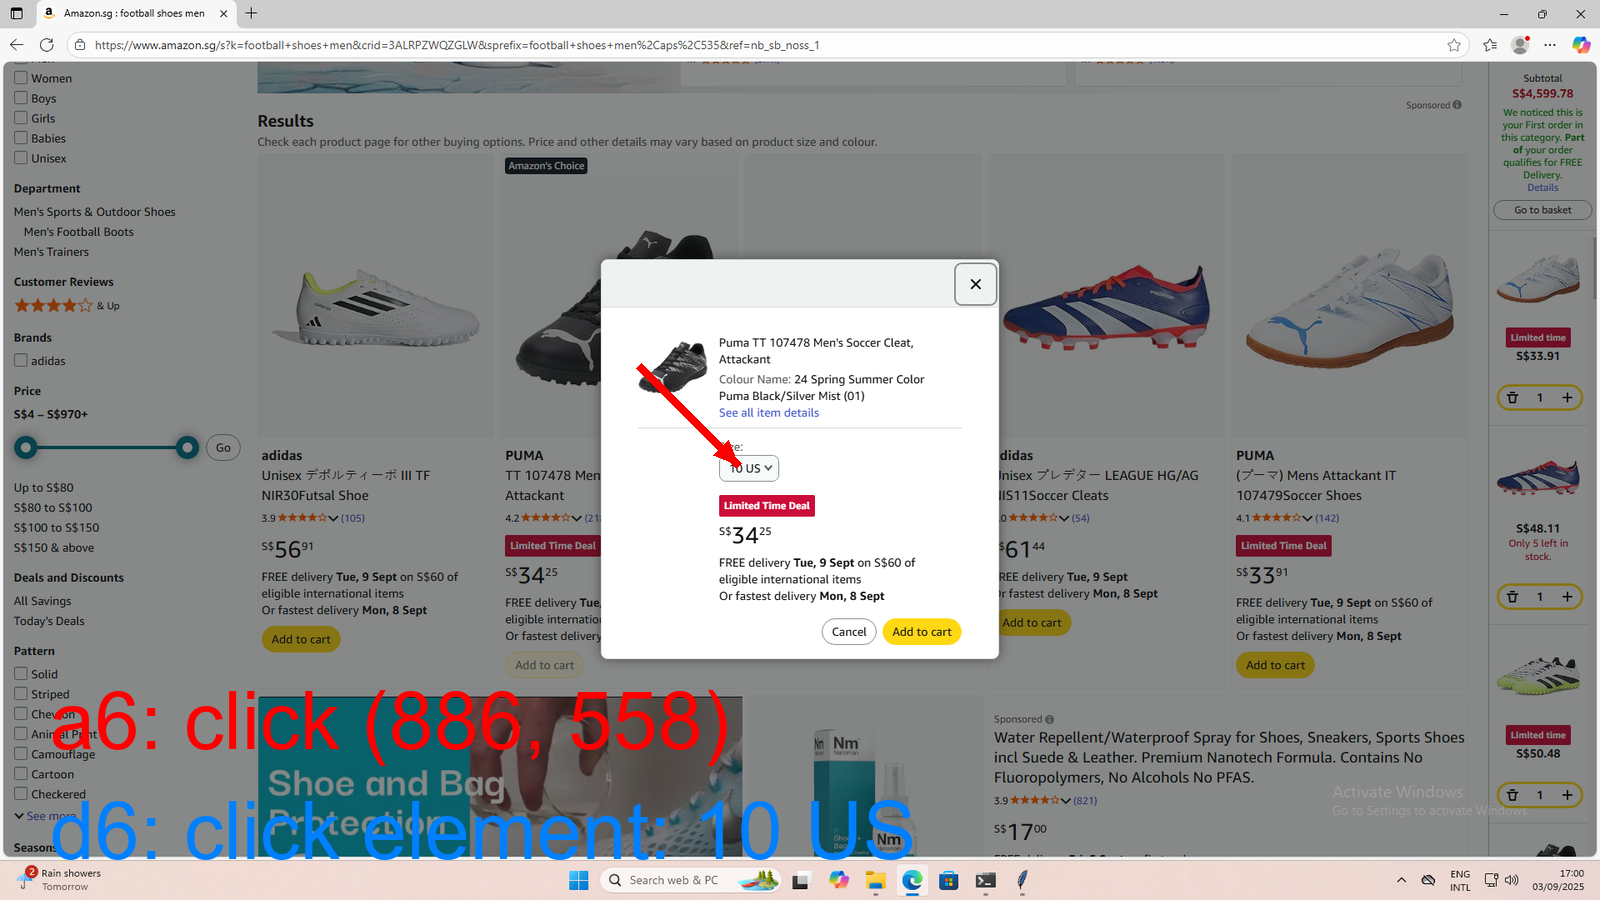 Amazon.sg : football shoes men
https://www.amazon.sg/s?k=football+shoes+men&crid=3ALRPZWQZGLW&sprefix=football+shoes+men%2Caps%2C535&ref=nb_sb_noss_1
Women
Boys
Girls
Babies
Unisex
Department
Men's Sports & Outdoor Shoes
Men's Football Boots
Men's Trainers
Customer Reviews
& Up
Brands
adidas
Price
S$4 – S$970+
Go
Up to S$80
S$80 to S$100
S$100 to S$150
S$150 & above
Deals and Discounts
All Savings
Today's Deals
Pattern
Solid
Striped
Chevron
Animal Print
Camouflage
Cartoon
Checkered
See more
Seasons
Sponsored
Results
Check each product page for other buying options. Price and other details may vary based on product size and colour.
adidas
Unisex デポルティーボ III TF
NIR30Futsal Shoe
3.9 (105)
S$56 91
FREE delivery Tue, 9 Sept on S$60 of
eligible international items
Or fastest delivery Mon, 8 Sept
Add to cart
Amazon's Choice
PUMA
TT 107478 Men
Attackant
4.2
Limited Time Deal
S$34 25
FREE delivery Tue,
eligible internationa
Or fastest delivery
Add to cart
Puma TT 107478 Men's Soccer Cleat,
Attackant
Colour Name: 24 Spring Summer Color
Puma Black/Silver Mist (01)
See all item details
10 US
Limited Time Deal
S$34 25
FREE delivery Tue, 9 Sept on S$60 of
eligible international items
Or fastest delivery Mon, 8 Sept
Cancel
Add to cart
adidas
Unisex プレデター LEAGUE HG/AG
NIS11Soccer Cleats
(54)
S$61 44
FREE delivery Tue, 9 Sept
Or fastest delivery Mon, 8 Sept
Add to cart
PUMA
(プーマ) Mens Attackant IT
107479Soccer Shoes
4.1 (142)
Limited Time Deal
S$33 91
FREE delivery Tue, 9 Sept on S$60 of
eligible international items
Or fastest delivery Mon, 8 Sept
Add to cart
Shoe and Bag
Protection
Nm
Nm
Sponsored
Water Repellent/Waterproof Spray for Shoes, Sneakers, Sports Shoes
incl Suede & Leather. Premium Nanotech Formula. Contains No
Fluoropolymers, No Alcohols No PFAS.
3.9 (821)
S$17 00
Subtotal
S$4,599.78
We noticed this is
your First order in
this category. Part
of your order
qualifies for FREE
Delivery.
Details
Go to basket
Limited time
S$33.91
1
S$48.11
Only 5 left in
stock.
1
Limited time
S$50.48
1
Activate Windows
Go to Settings to activate Windows.
a6: click (886, 558)
d6: click element: 10 US
2
Rain showers
Tomorrow
Search web & PC
ENG
INTL
17:00
03/09/2025